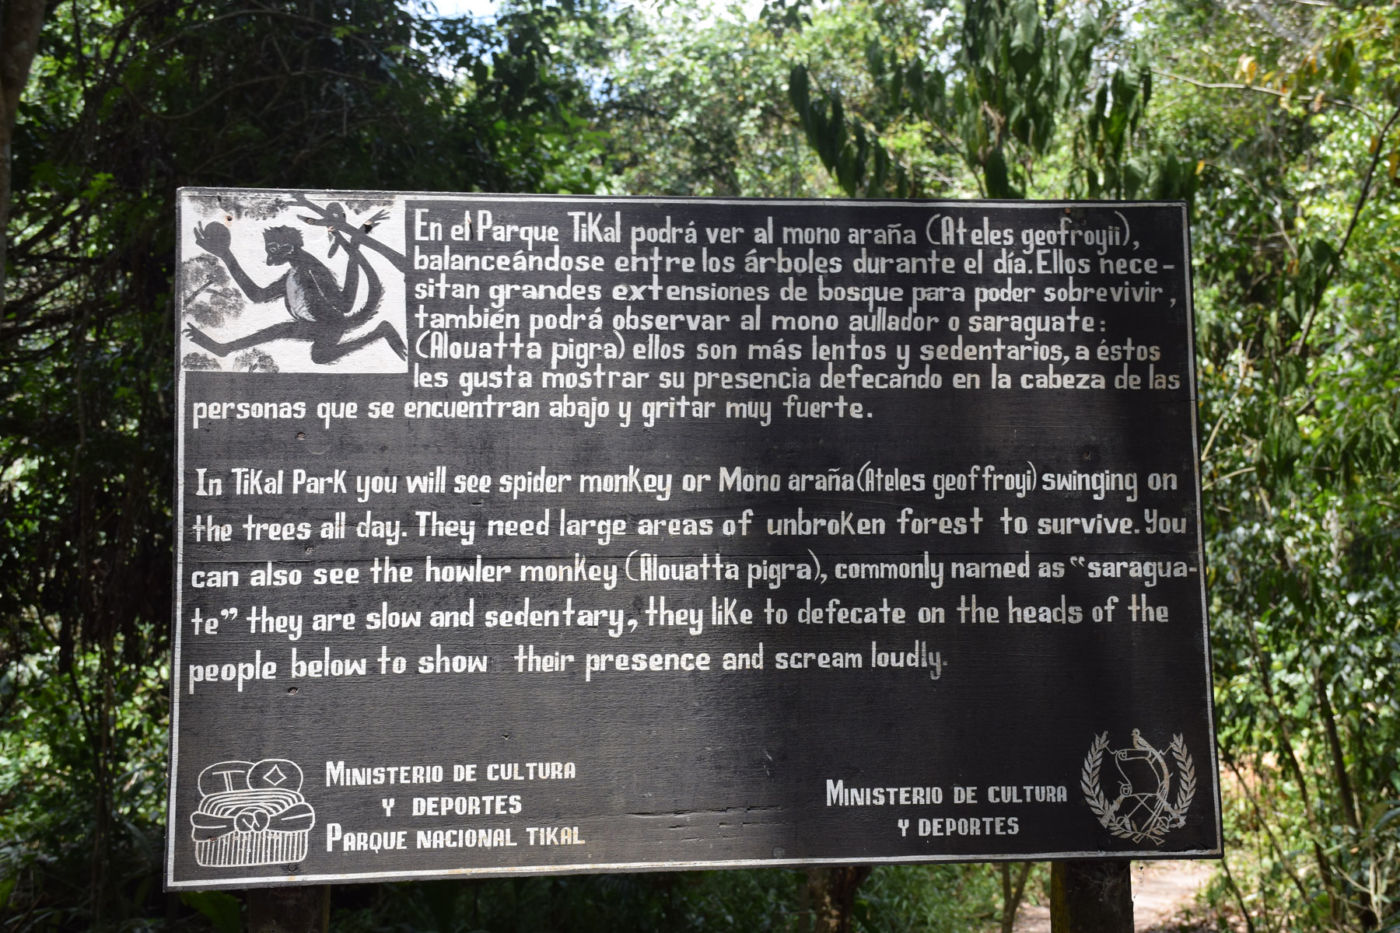 En el Parque TiKal podrá ver al mono araña (Ateles geofroyii),
balanceándose entre los árboles durante el día. Ellos nece-
sitan grandes extensiones de bosque para poder sobrevivir,
también podrá observar al mono aullador o saraguate:
(Alouatta pigra) ellos son más lentos y sedentarios, a éstos
les gusta mostrar su presencia defecando en la cabeza de las
personas que se encuentran abajo y gritar muy fuerte.
In TiKal Park you will see spider monkey or Mono araña (Ateles geoffroyi) swinging on
the trees all day. They need large areas of unbroken forest to survive. You
can also see the howler monkey (Alouatta pigra), commonly named as "saragua-
te" they are slow and sedentary, they like to defecate on the heads of the
people below to show their presence and scream loudly.
MINISTERIO DE CULTURA
Y DEPORTES
PARQUE NACIONAL TIKAL
MINISTERIO DE CULTURA
Y DEPORTES